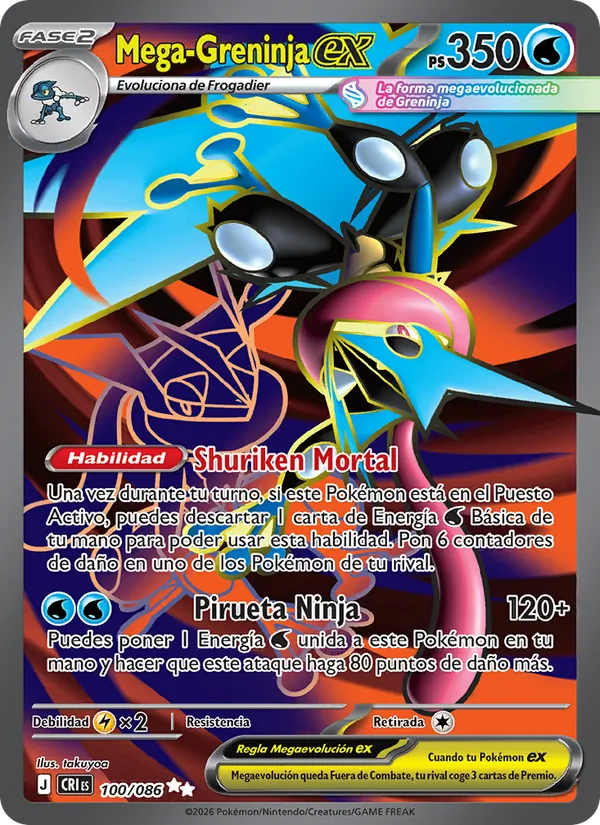 FASE2
Mega-Greninja ex
PS 350
Evoluciona de Frogadier
La forma megaevolucionada
de Greninja
Habilidad Shuriken Mortal
Una vez durante tu turno, si este Pokémon está en el Puesto
Activo, puedes descartar 1 carta de Energía Básica de
tu mano para poder usar esta habilidad. Pon 6 contadores
de daño en uno de los Pokémon de tu rival.
Pirueta Ninja 120+
Puedes poner 1 Energía unida a este Pokémon en tu
mano y hacer que este ataque haga 80 puntos de daño más.
Debilidad ×2 Resistencia Retirada
Ilus. takuyoa
Regla Megaevolución ex Cuando tu Pokémon ex
Megaevolución queda Fuera de Combate, tu rival coge 3 cartas de Premio.
J CRI ES 100/086
©2026 Pokémon/Nintendo/Creatures/GAME FREAK